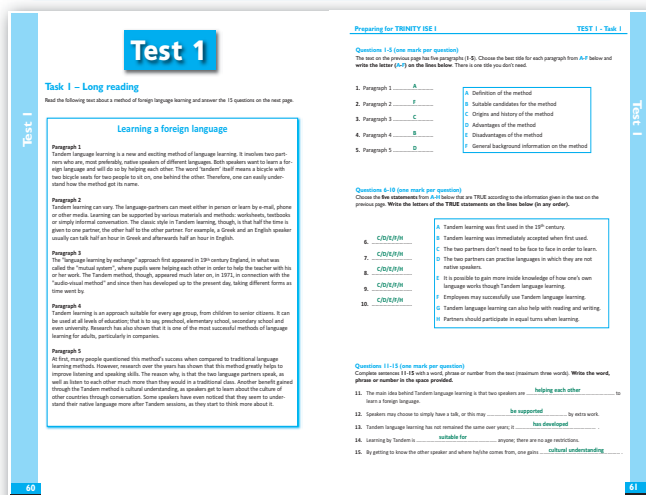 Test 1
Test 1
Task 1 – Long reading
Read the following text about a method of foreign language learning and answer the 15 questions on the next page.
Learning a foreign language
Paragraph 1
Tandem language learning is a new and exciting method of language learning. It involves two part-
ners who are, most preferably, native speakers of different languages. Both speakers want to learn a for-
eign language and will do so by helping each other. The word 'tandem' itself means a bicycle with
two bicycle seats for two people to sit on, one behind the other. Therefore, one can easily under-
stand how the method got its name.
Paragraph 2
Tandem learning can vary. The language-partners can meet either in person or learn by e-mail, phone
or other media. Learning can be supported by various materials and methods: worksheets, textbooks
or simply informal conversation. The classic style in Tandem learning, though, is that half the time is
given to one partner, the other half to the other partner. For example, a Greek and an English speaker
usually can talk half an hour in Greek and afterwards half an hour in English.
Paragraph 3
The "language learning by exchange" approach first appeared in 19th century England, in what was
called the "mutual system", where pupils were helping each other in order to help the teacher with his
or her work. The Tandem method, though, appeared much later on, in 1971, in connection with the
"audio-visual method" and since then has developed up to the present day, taking different forms as
time went by.
Paragraph 4
Tandem learning is an approach suitable for every age group, from children to senior citizens. It can
be used at all levels of education; that is to say, preschool, elementary school, secondary school and
even university. Research has also shown that it is one of the most successful methods of language
learning for adults, particularly in companies.
Paragraph 5
At first, many people questioned this method's success when compared to traditional language
learning methods. However, research over the years has shown that this method greatly helps to
improve listening and speaking skills. The reason why, is that the two language partners speak, as
well as listen to each other much more than they would in a traditional class. Another benefit gained
through the Tandem method is cultural understanding, as speakers get to learn about the culture of
other countries through conversation. Some speakers have even noticed that they seem to under-
stand their native language more after Tandem sessions, as they start to think more about it.
60
Preparing for TRINITY ISE I TEST 1 - Task 1
Questions 1-5 (one mark per question)
The text on the previous page has five paragraphs (1-5). Choose the best title for each paragraph from A-F below and
write the letter (A-F) on the lines below. There is one title you don't need.
1. Paragraph 1 A
2. Paragraph 2 F
3. Paragraph 3 C
4. Paragraph 4 B
5. Paragraph 5 D
A Definition of the method
B Suitable candidates for the method
C Origins and history of the method
D Advantages of the method
E Disadvantages of the method
F General background information on the method
Questions 6-10 (one mark per question)
Choose the five statements from A-H below that are TRUE according to the information given in the text on the
previous page. Write the letters of the TRUE statements on the lines below (in any order).
6. C/D/E/F/H
7. C/D/E/F/H
8. C/D/E/F/H
9. C/D/E/F/H
10. C/D/E/F/H
A Tandem learning was first used in the 19th century.
B Tandem learning was immediately accepted when first used.
C The two partners don't need to be face to face in order to learn.
D The two partners can practise languages in which they are not
native speakers.
E It is possible to gain more inside knowledge of how one's own
language works though Tandem language learning.
F Employees may successfully use Tandem language learning.
G Tandem language learning can also help with reading and writing.
H Partners should participate in equal turns when learning.
Questions 11-15 (one mark per question)
Complete sentences 11-15 with a word, phrase or number from the text (maximum three words). Write the word,
phrase or number in the space provided.
11. The main idea behind Tandem language learning is that two speakers are helping each other to
learn a foreign language.
12. Speakers may choose to simply have a talk, or this may be supported by extra work.
13. Tandem language learning has not remained the same over years; it has developed .
14. Learning by Tandem is suitable for anyone; there are no age restrictions.
15. By getting to know the other speaker and where he/she comes from, one gains cultural understanding .
Test 1
61